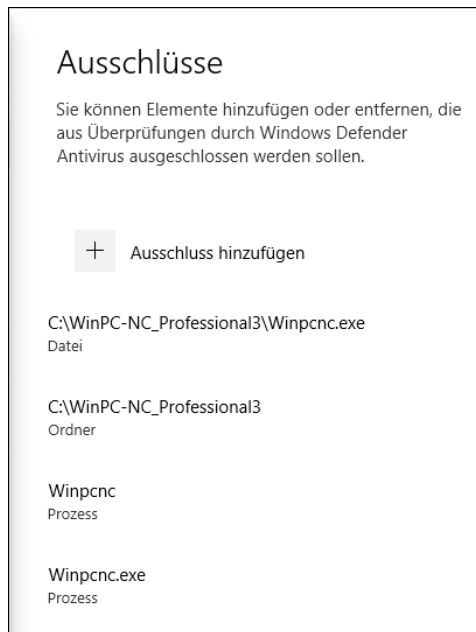 Ausschlüsse
Sie können Elemente hinzufügen oder entfernen, die
aus Überprüfungen durch Windows Defender
Antivirus ausgeschlossen werden sollen.
Ausschluss hinzufügen
C:\WinPC-NC_Professional3\Winpcnc.exe
Datei
C:\WinPC-NC_Professional3
Ordner
Winpcnc
Prozess
Winpcnc.exe
Prozess